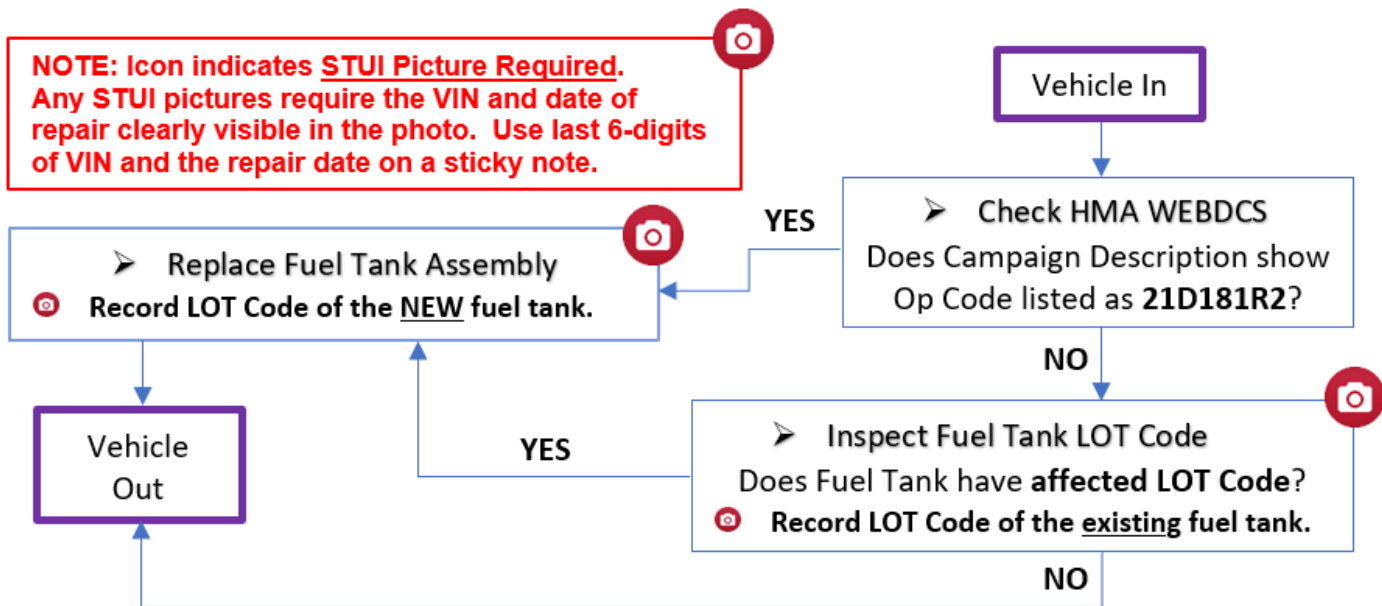 NOTE: Icon indicates STUI Picture Required.
Any STUI pictures require the VIN and date of
repair clearly visible in the photo. Use last 6-digits
of VIN and the repair date on a sticky note.
Vehicle In
➢ Check HMA WEBDCS
Does Campaign Description show
Op Code listed as 21D181R2?
YES
➢ Replace Fuel Tank Assembly
Record LOT Code of the NEW fuel tank.
NO
➢ Inspect Fuel Tank LOT Code
Does Fuel Tank have affected LOT Code?
Record LOT Code of the existing fuel tank.
YES
Vehicle
Out
NO